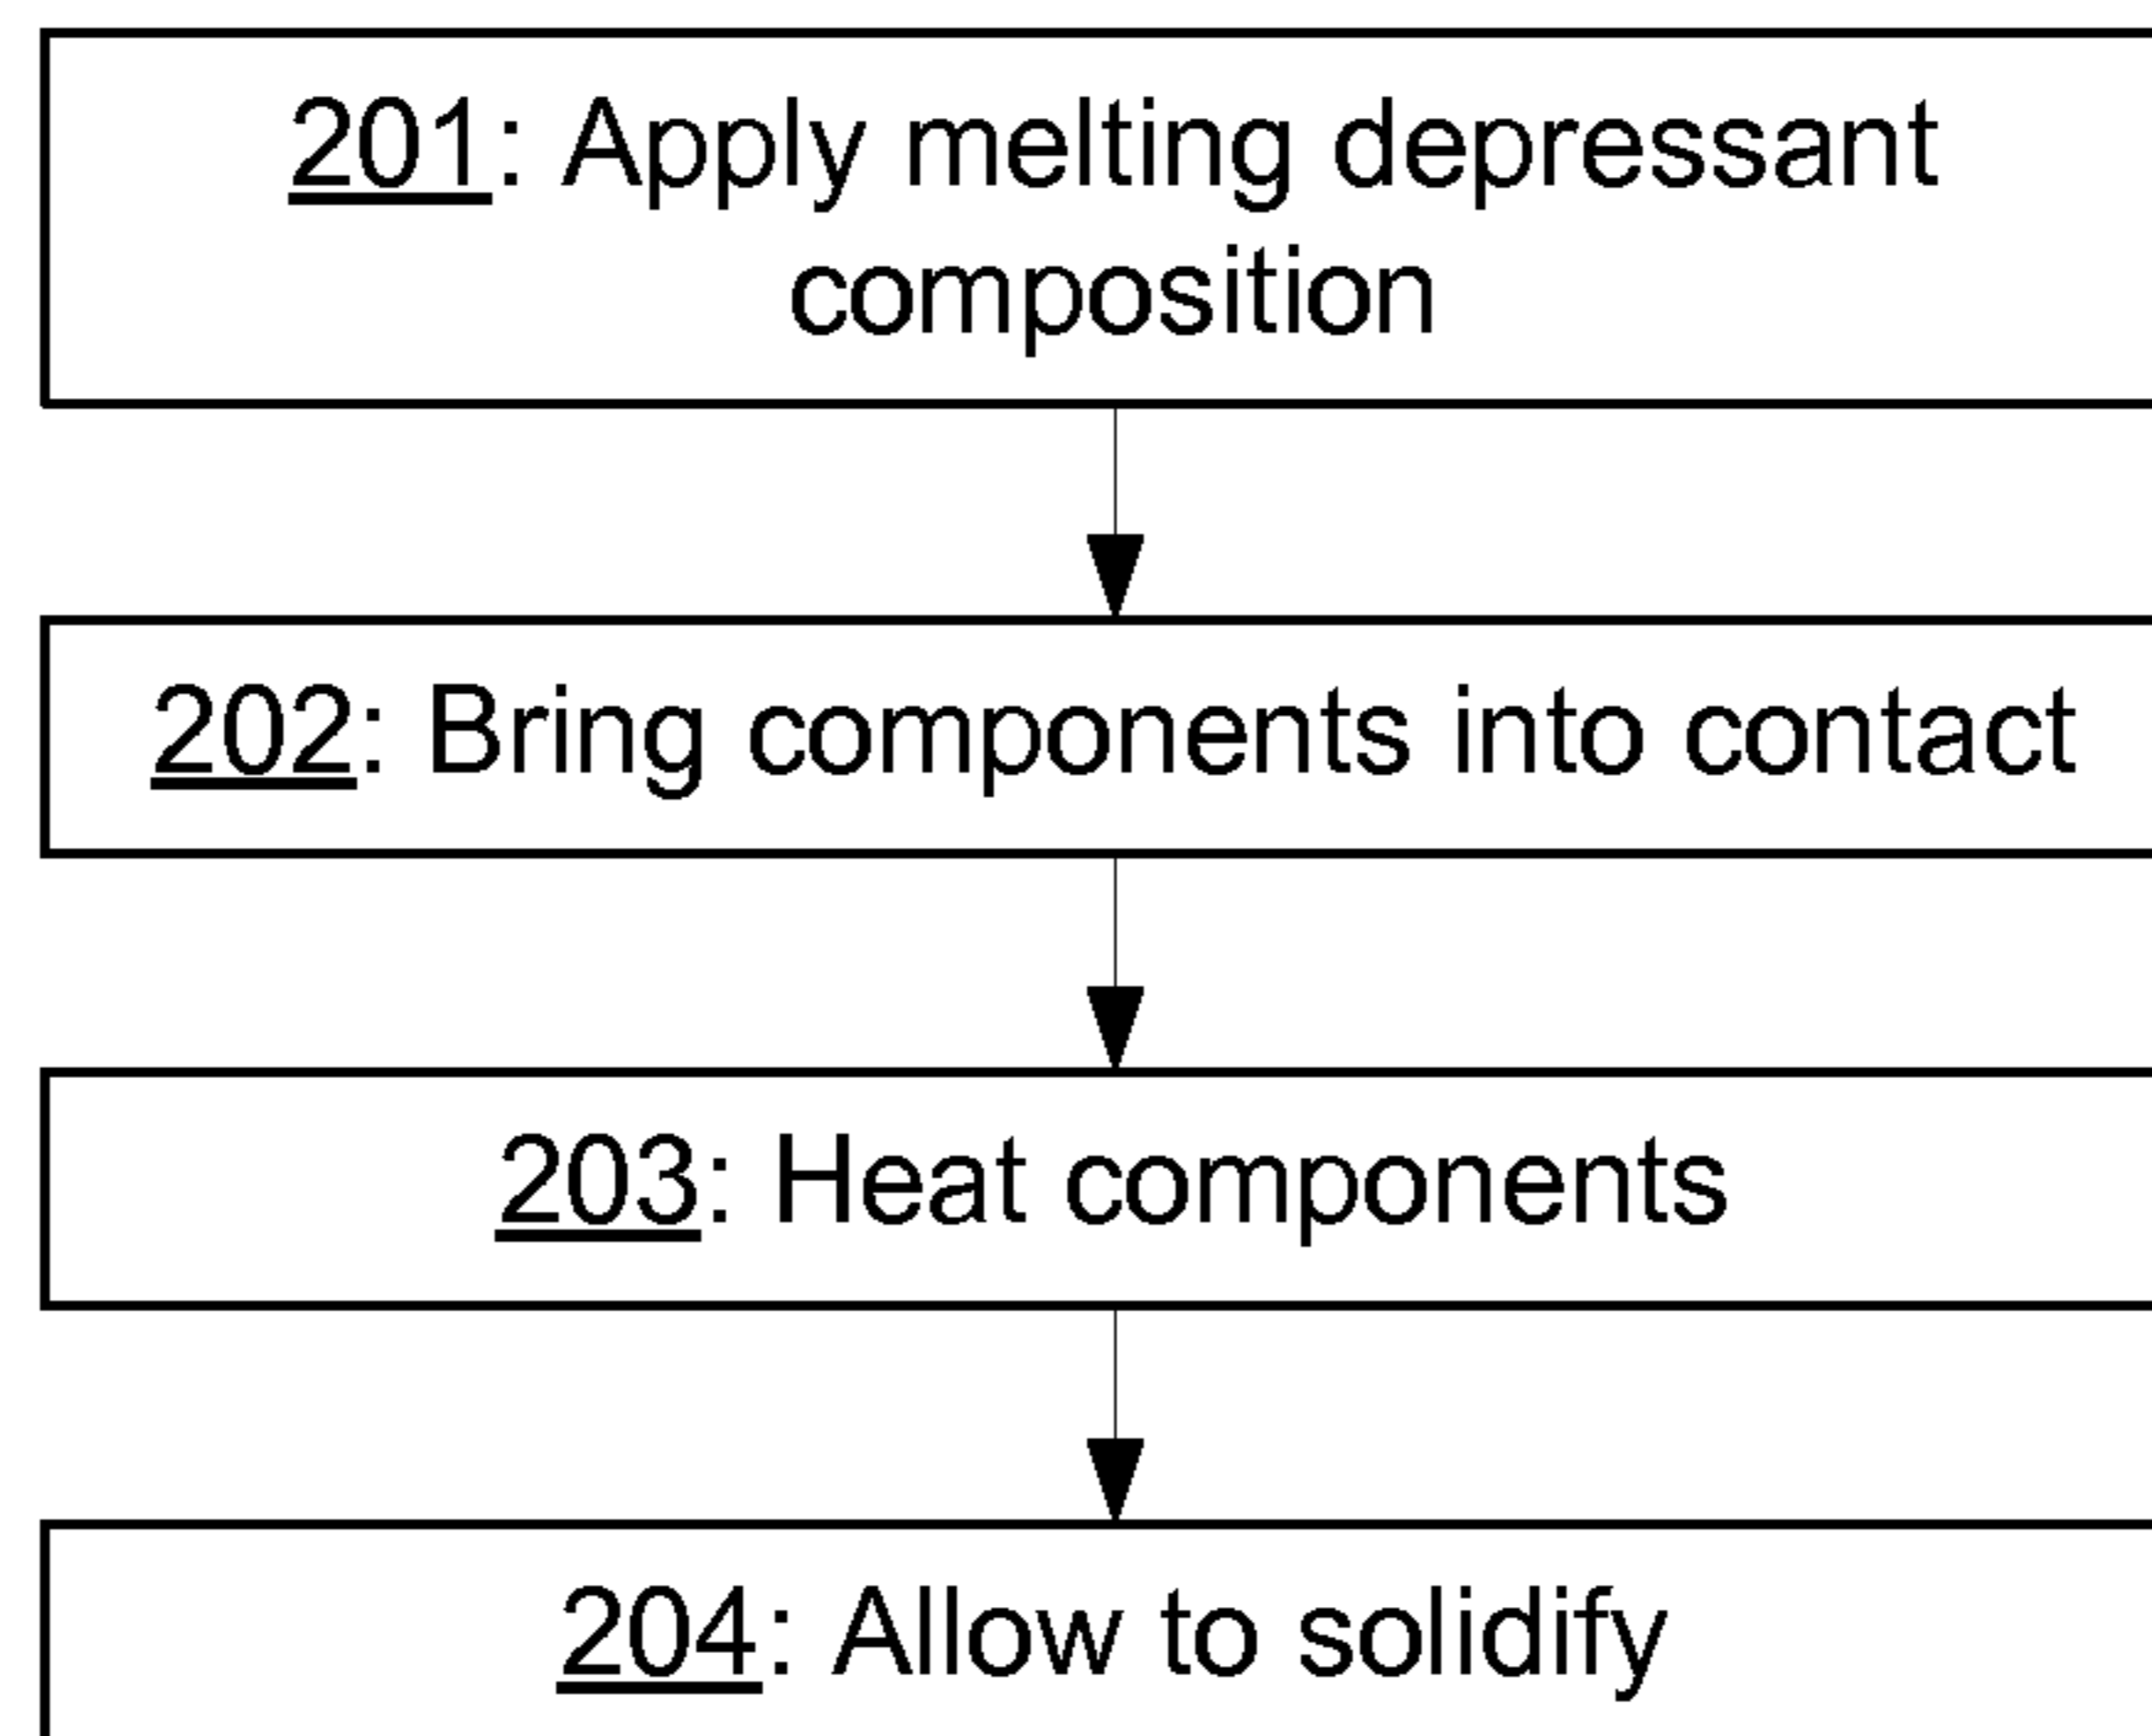 201: Apply melting depressant
composition
202: Bring components into contact
203: Heat components
204: Allow to solidify